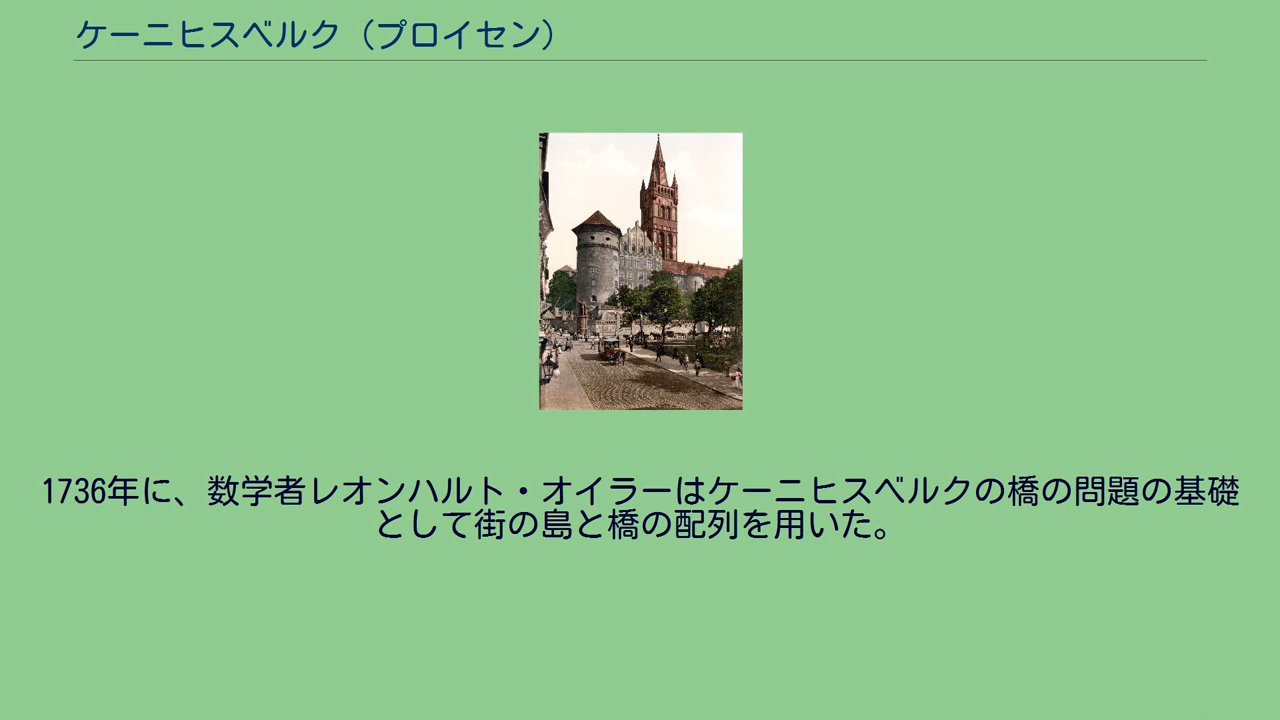 ケーニヒスベルク（プロイセン）
1736年に、数学者レオンハルト・オイラーはケーニヒスベルクの橋の問題の基礎
として街の島と橋の配列を用いた。